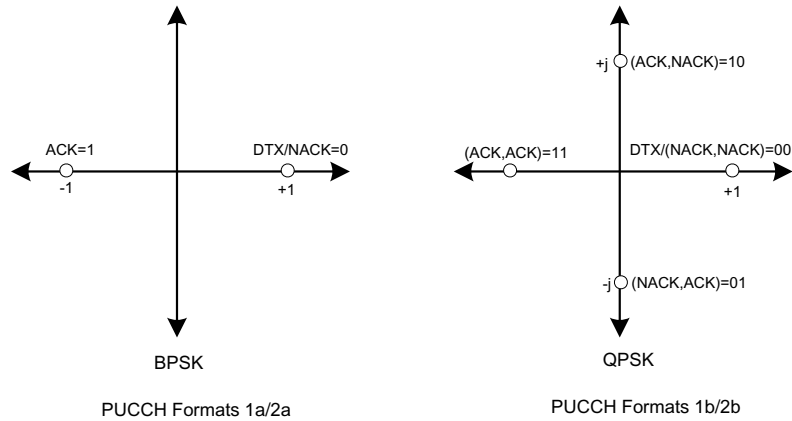 ACK=1
DTX/NACK=0
-1
+1
BPSK
PUCCH Formats 1a/2a
+j
(ACK,NACK)=10
(ACK,ACK)=11
DTX/(NACK,NACK)=00
+1
-j
(NACK,ACK)=01
QPSK
PUCCH Formats 1b/2b